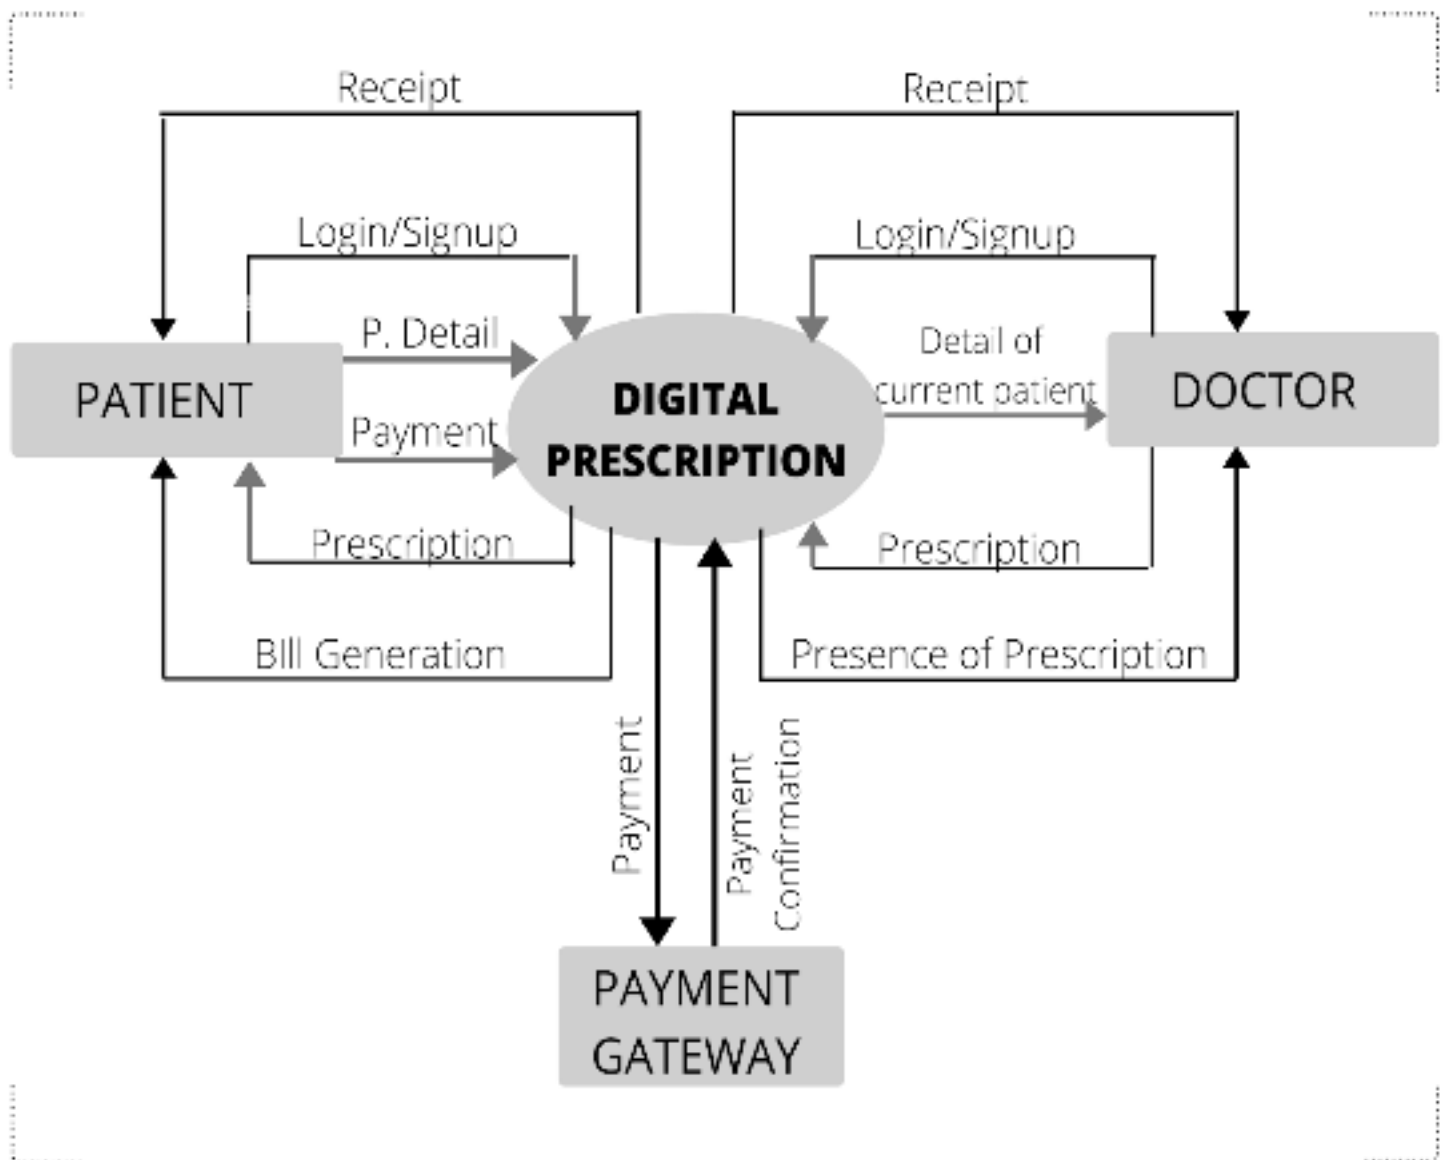 Receipt
Receipt
Login/Signup
Login/Signup
P. Detail
Detail of
current patient
PATIENT
DIGITAL
PRESCRIPTION
DOCTOR
Payment
Prescription
Prescription
BIll Generation
Presence of Prescription
Payment
Payment
Confirmation
PAYMENT
GATEWAY